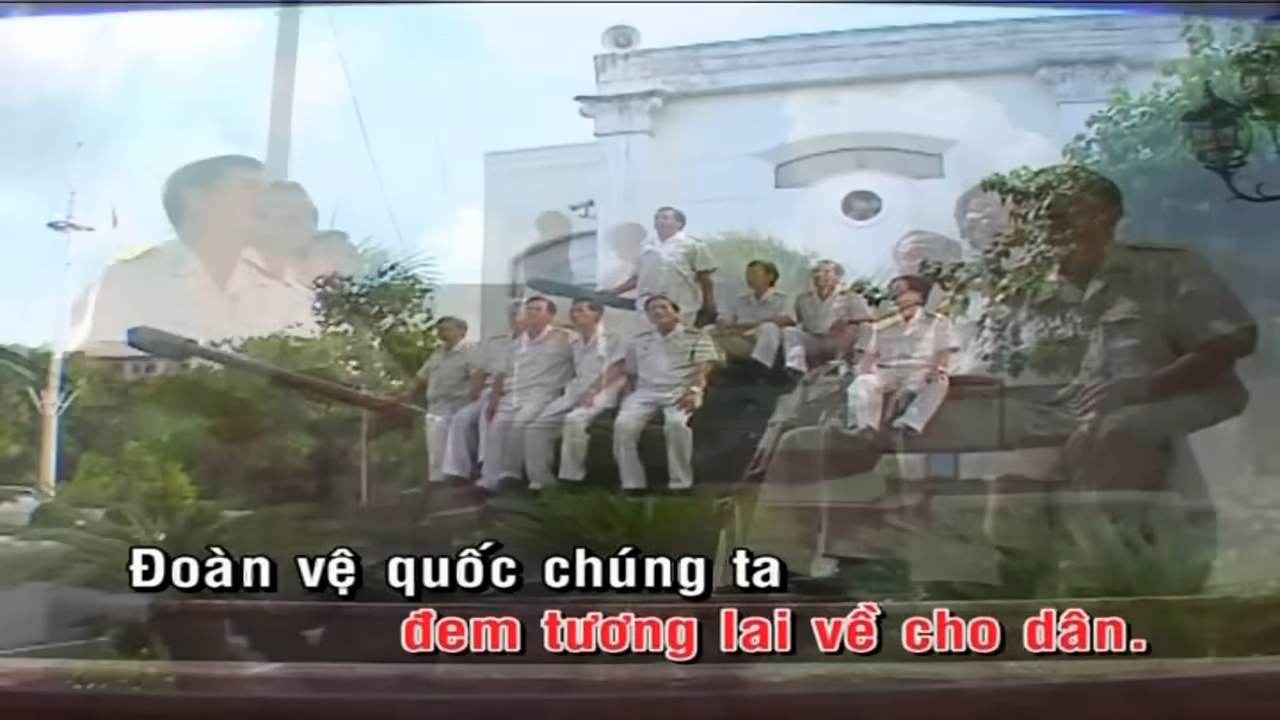 Đoàn vệ quốc chúng ta
đem tương lai về cho dân.